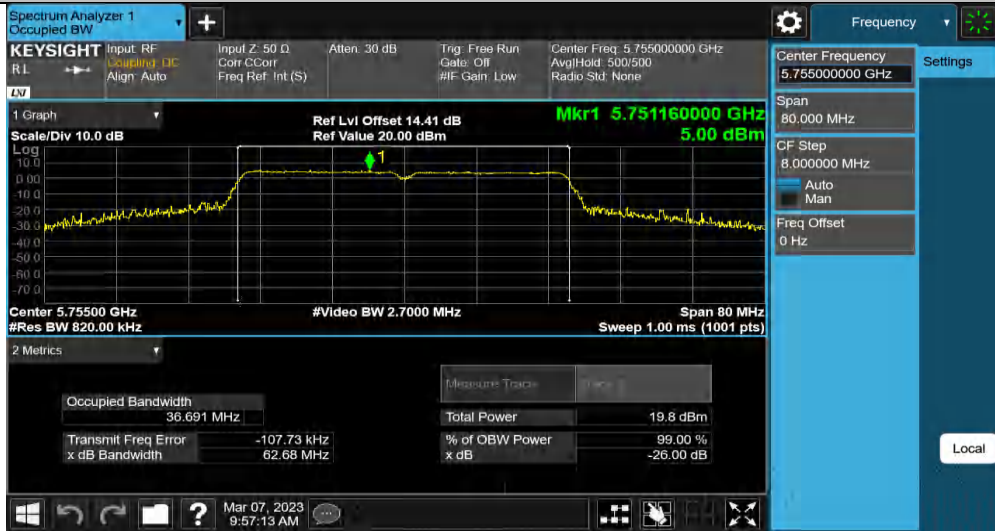 Spectrum Analyzer 1
Occupied BW
+
Frequency
KEYSIGHT
RL
LXI
Input: RF
Coupling: DC
Align: Auto
Input Z: 50 Ω
Corr CCorr
Freq Ref: Int (S)
Atten: 30 dB
Trig: Free Run
Gate: Off
#IF Gain: Low
Center Freq: 5.755000000 GHz
Avg|Hold: 500/500
Radio Std: None
Center Frequency
5.755000000 GHz
Settings
Span
80.000 MHz
CF Step
8.000000 MHz
Auto
Man
Freq Offset
0 Hz
1 Graph
Scale/Div 10.0 dB
Ref Lvl Offset 14.41 dB
Ref Value 20.00 dBm
Mkr1 5.751160000 GHz
5.00 dBm
Log
10.0
0.00
-10.0
-20.0
-30.0
-40.0
-50.0
-60.0
-70.0
1
Center 5.75500 GHz
#Video BW 2.7000 MHz
Span 80 MHz
#Res BW 820.00 kHz
Sweep 1.00 ms (1001 pts)
2 Metrics
Measure Trace
Trace 1
Occupied Bandwidth
36.691 MHz
Total Power
19.8 dBm
Transmit Freq Error
-107.73 kHz
% of OBW Power
99.00 %
x dB Bandwidth
62.68 MHz
x dB
-26.00 dB
Local
?
Mar 07, 2023
9:57:13 AM